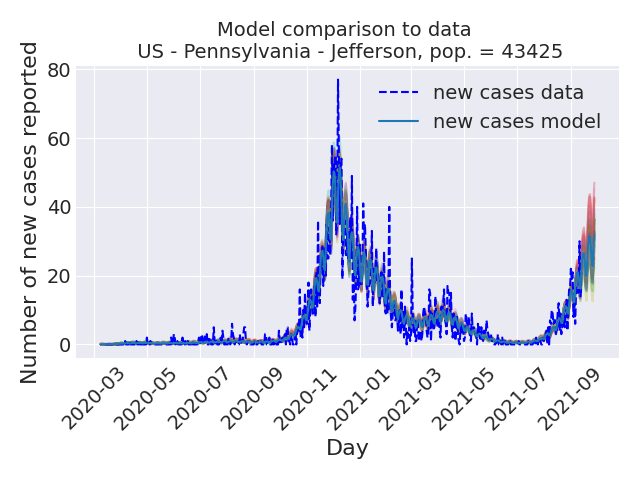 Model comparison to data
US - Pennsylvania - Jefferson, pop. = 43425
Number of new cases reported
80
60
40
20
0
new cases data
new cases model
2020-03
2020-05
2020-07
2020-09
2020-11
2021-01
2021-03
2021-05
2021-07
2021-09
Day